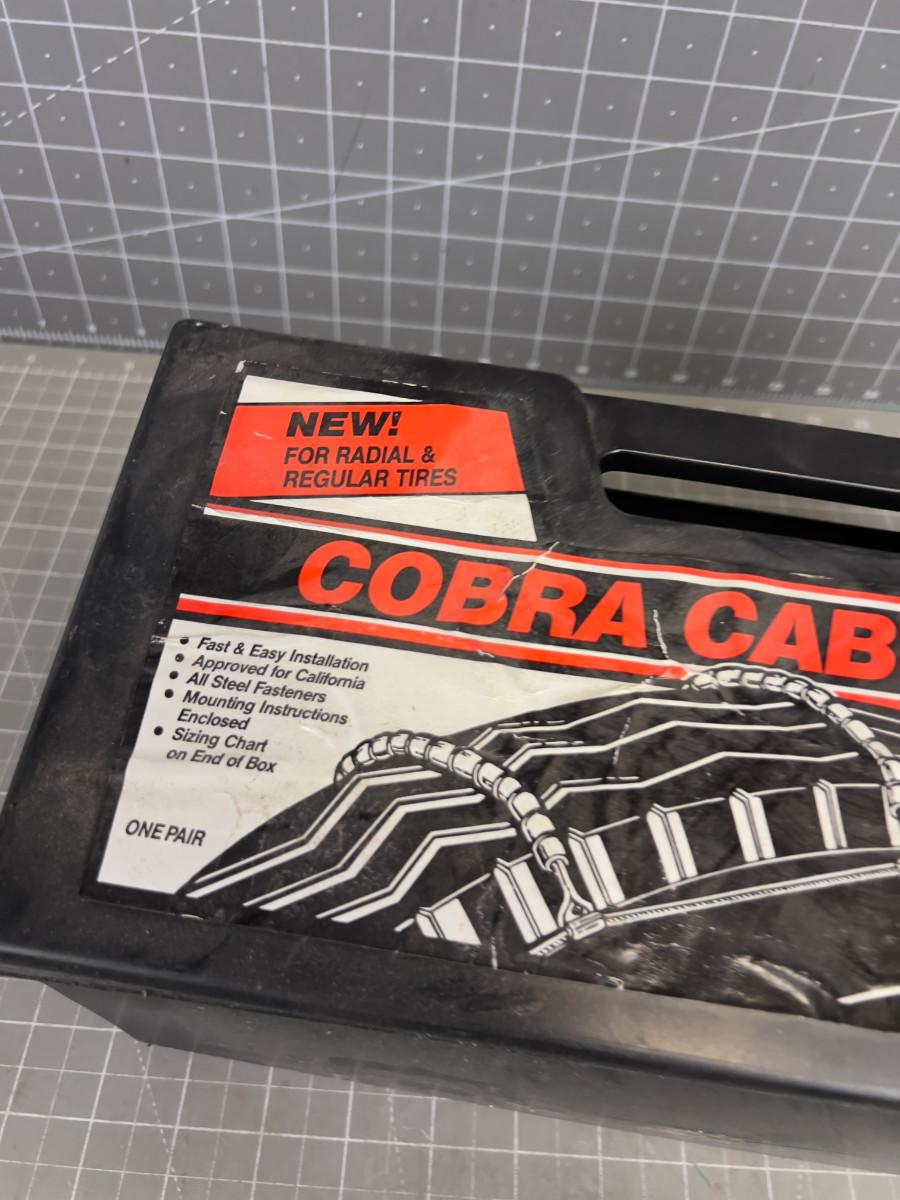 NEW!
FOR RADIAL &
REGULAR TIRES
COBRA CAB
• Fast & Easy Installation
• Approved for California
• All Steel Fasteners
• Mounting Instructions
Enclosed
• Sizing Chart
on End of Box
ONE PAIR